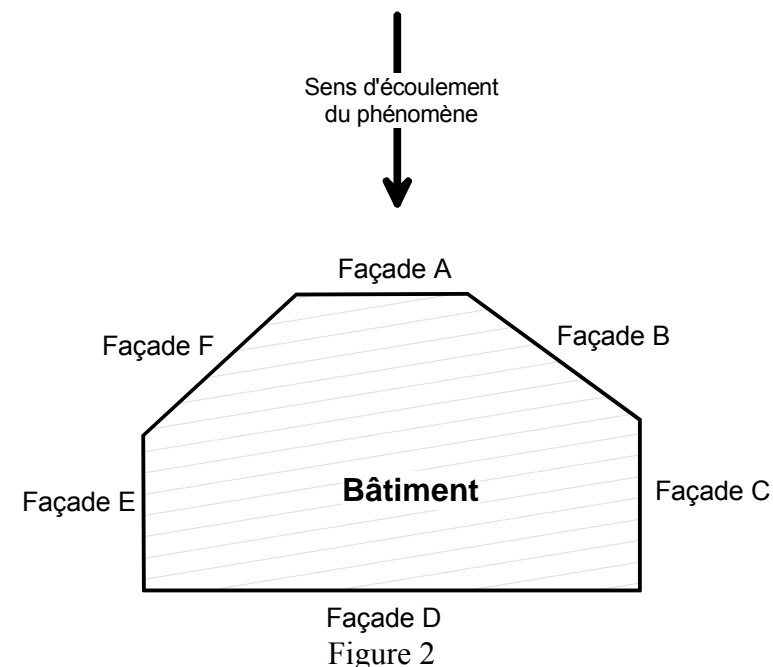 Sens d'écoulement
du phénomène
Façade A
Façade B
Façade F
Bâtiment
Façade C
Façade E
Façade D
Figure 2